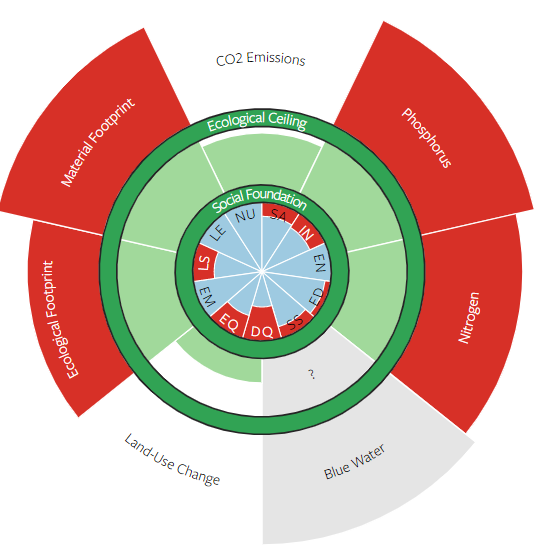 CO2 Emissions
Phosphorus
Nitrogen
Blue Water
Land-Use Change
Ecological Footprint
Material Footprint
Ecological Ceiling
Social Foundation
SA
IN
EN
ED
SS
DQ
EQ
EM
LS
LE
NU
?